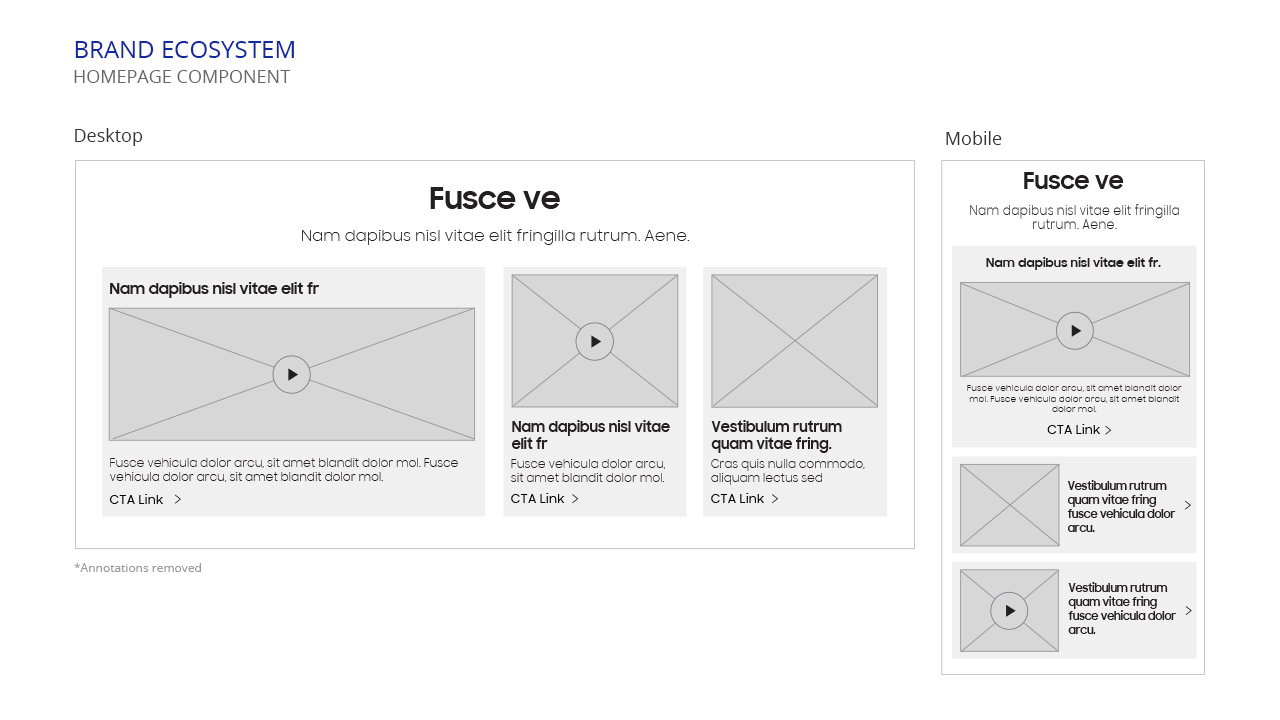 BRAND ECOSYSTEM
HOMEPAGE COMPONENT
Desktop
Fusce ve
Nam dapibus nisl vitae elit fringilla rutrum. Aene.
Nam dapibus nisl vitae elit fr
Fusce vehicula dolor arcu, sit amet blandit dolor mol. Fusce
vehicula dolor arcu, sit amet blandit dolor mol.
CTA Link >
Nam dapibus nisl vitae
elit fr
Fusce vehicula dolor arcu,
sit amet blandit dolor mol.
CTA Link >
Vestibulum rutrum
quam vitae fring.
Cras quis nulla commodo,
aliquam lectus sed
CTA Link >
*Annotations removed
Mobile
Fusce ve
Nam dapibus nisl vitae elit fringilla
rutrum. Aene.
Nam dapibus nisl vitae elit fr.
Fusce vehicula dolor arcu, sit amet blandit dolor
mol. Fusce vehicula dolor arcu, sit amet blandit
dolor mol.
CTA Link >
Vestibulum rutrum
quam vitae fring
fusce vehicula dolor
arcu.
Vestibulum rutrum
quam vitae fring
fusce vehicula dolor
arcu.